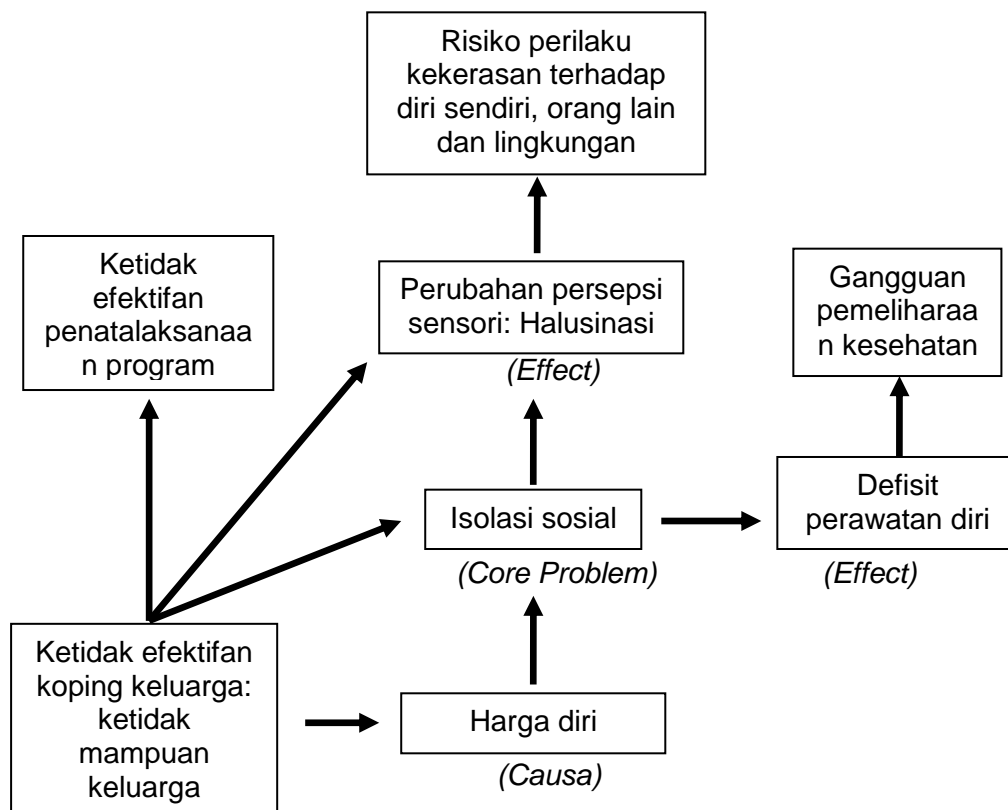 Risiko perilaku
kekerasan terhadap
diri sendiri, orang lain
dan lingkungan
Ketidak
efektifan
penatalaksanaa
n program
Perubahan persepsi
sensori: Halusinasi
(Effect)
Gangguan
pemeliharaa
n kesehatan
Isolasi sosial
(Core Problem)
Defisit
perawatan diri
(Effect)
Ketidak efektifan
koping keluarga:
ketidak
mampuan
keluarga
Harga diri
(Causa)